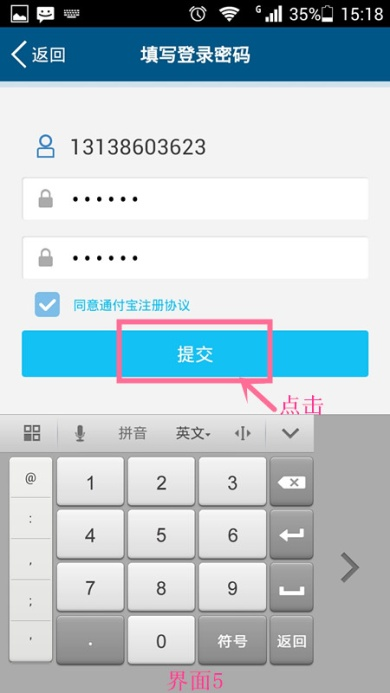 G 35% 15:18
返回 填写登录密码
13138603623
••••••
••••••
同意通付宝注册协议
提交
点击
拼音 英文
@ 1 2 3
: 4 5 6
,
7 8 9
;
' . 0 符号 返回
界面5